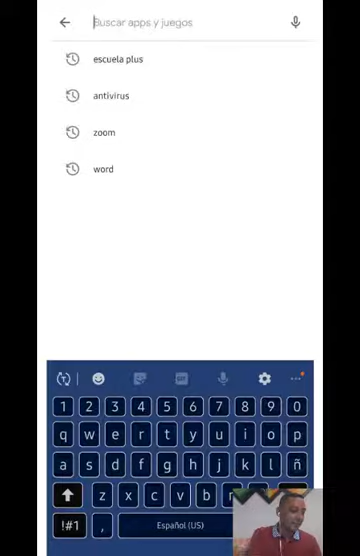 Buscar apps y juegos
escuela plus
antivirus
zoom
word
1 2 3 4 5 6 7 8 9 0
q w e r t y u i o p
a s d f g h j k l ñ
z x c v b
!#1 , Español (US)